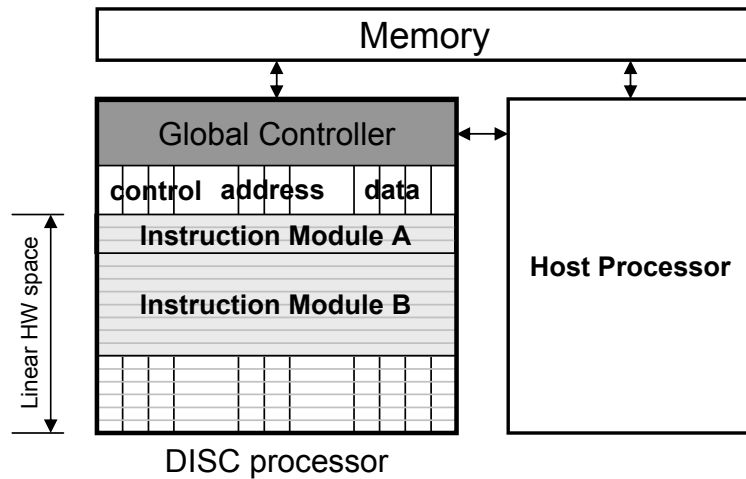 Memory
Global Controller
control address data
Instruction Module A
Instruction Module B
Linear HW space
Host Processor
DISC processor